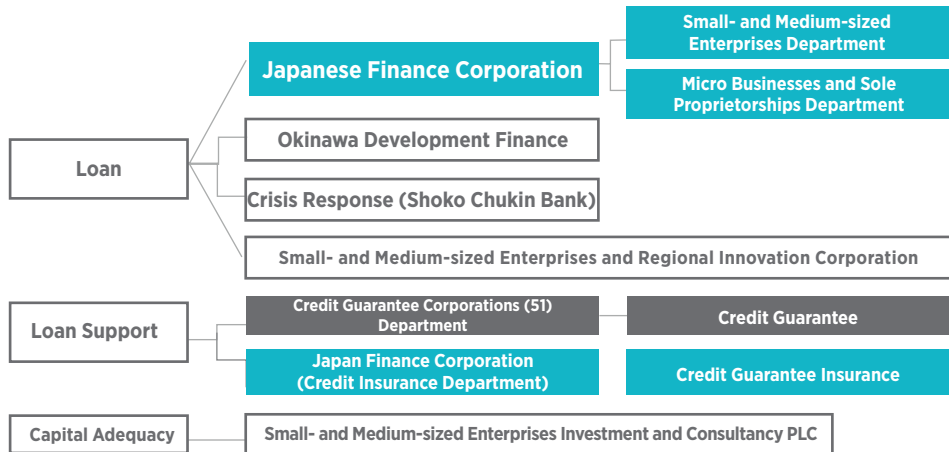 Small- and Medium-sized
Enterprises Department
Japanese Finance Corporation
Micro Businesses and Sole
Proprietorships Department
Okinawa Development Finance
Loan
Crisis Response (Shoko Chukin Bank)
Small- and Medium-sized Enterprises and Regional Innovation Corporation
Loan Support
Credit Guarantee Corporations (51)
Department
Credit Guarantee
Japan Finance Corporation
(Credit Insurance Department)
Credit Guarantee Insurance
Capital Adequacy
Small- and Medium-sized Enterprises Investment and Consultancy PLC